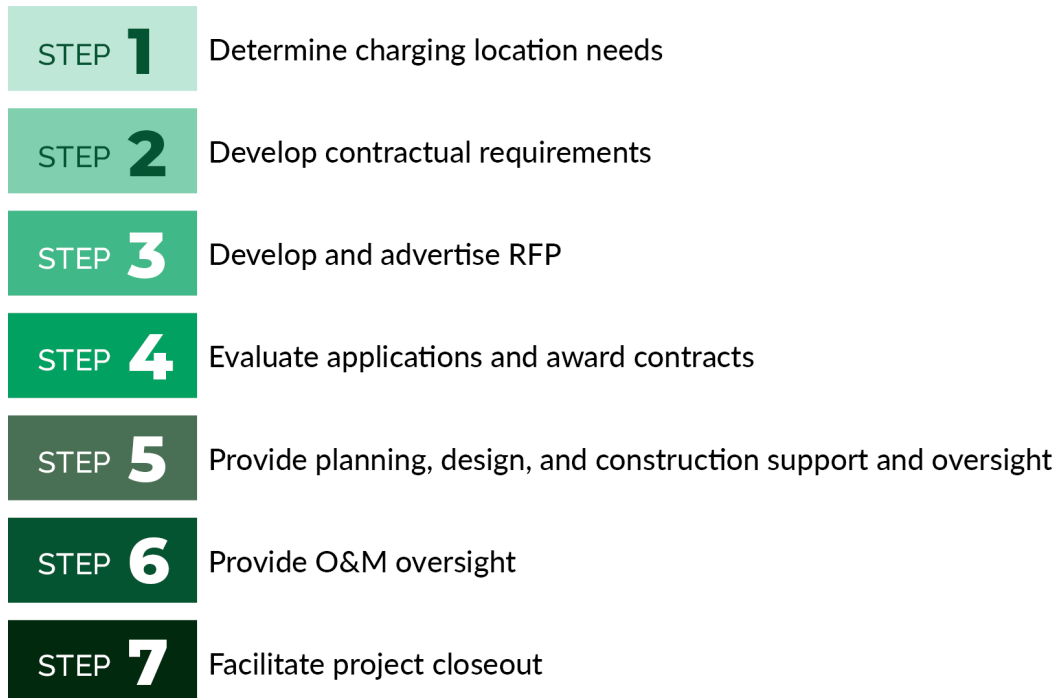 STEP 1 Determine charging location needs
STEP 2 Develop contractual requirements
STEP 3 Develop and advertise RFP
STEP 4 Evaluate applications and award contracts
STEP 5 Provide planning, design, and construction support and oversight
STEP 6 Provide O&M oversight
STEP 7 Facilitate project closeout